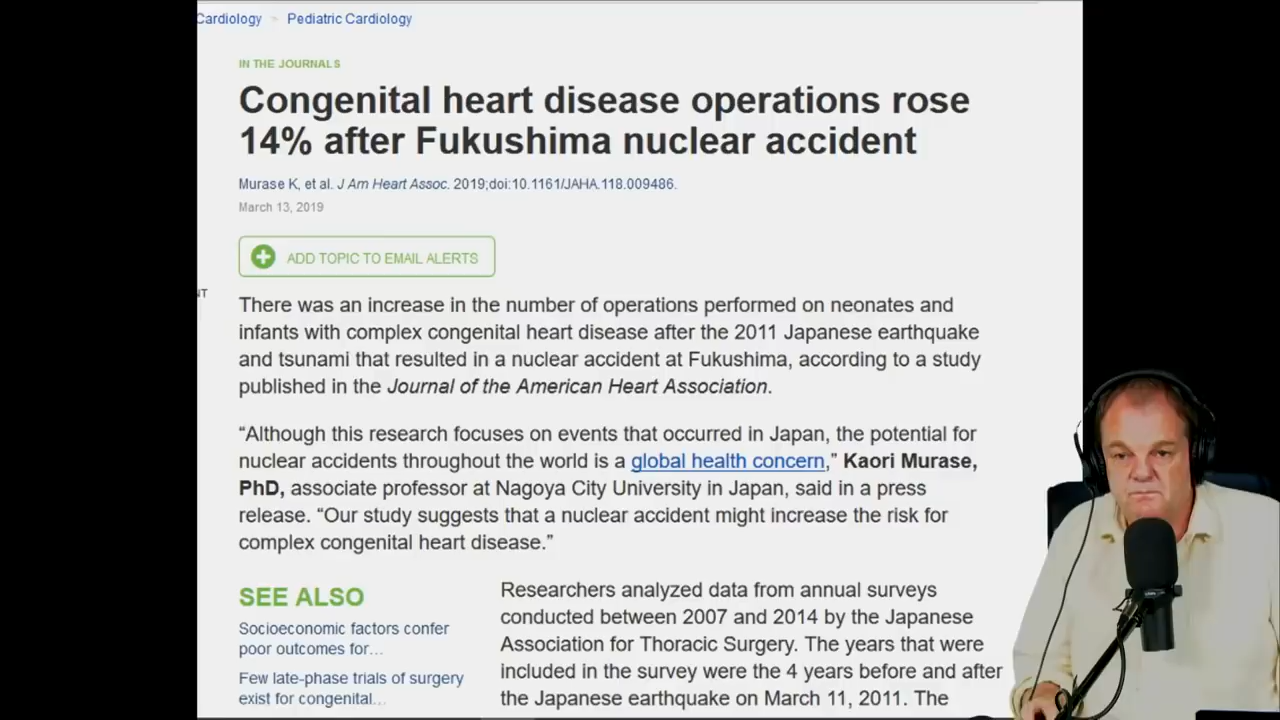 Cardiology > Pediatric Cardiology
IN THE JOURNALS
Congenital heart disease operations rose
14% after Fukushima nuclear accident
Murase K, et al. J Am Heart Assoc. 2019;doi:10.1161/JAHA.118.009486.
March 13, 2019
ADD TOPIC TO EMAIL ALERTS
NT
There was an increase in the number of operations performed on neonates and
infants with complex congenital heart disease after the 2011 Japanese earthquake
and tsunami that resulted in a nuclear accident at Fukushima, according to a study
published in the Journal of the American Heart Association.
“Although this research focuses on events that occurred in Japan, the potential for
nuclear accidents throughout the world is a global health concern,” Kaori Murase,
PhD, associate professor at Nagoya City University in Japan, said in a press
release. “Our study suggests that a nuclear accident might increase the risk for
complex congenital heart disease.”
SEE ALSO
Socioeconomic factors confer
poor outcomes for…
Few late-phase trials of surgery
exist for congenital…
Researchers analyzed data from annual surveys
conducted between 2007 and 2014 by the Japanese
Association for Thoracic Surgery. The years that were
included in the survey were the 4 years before and after
the Japanese earthquake on March 11, 2011. The